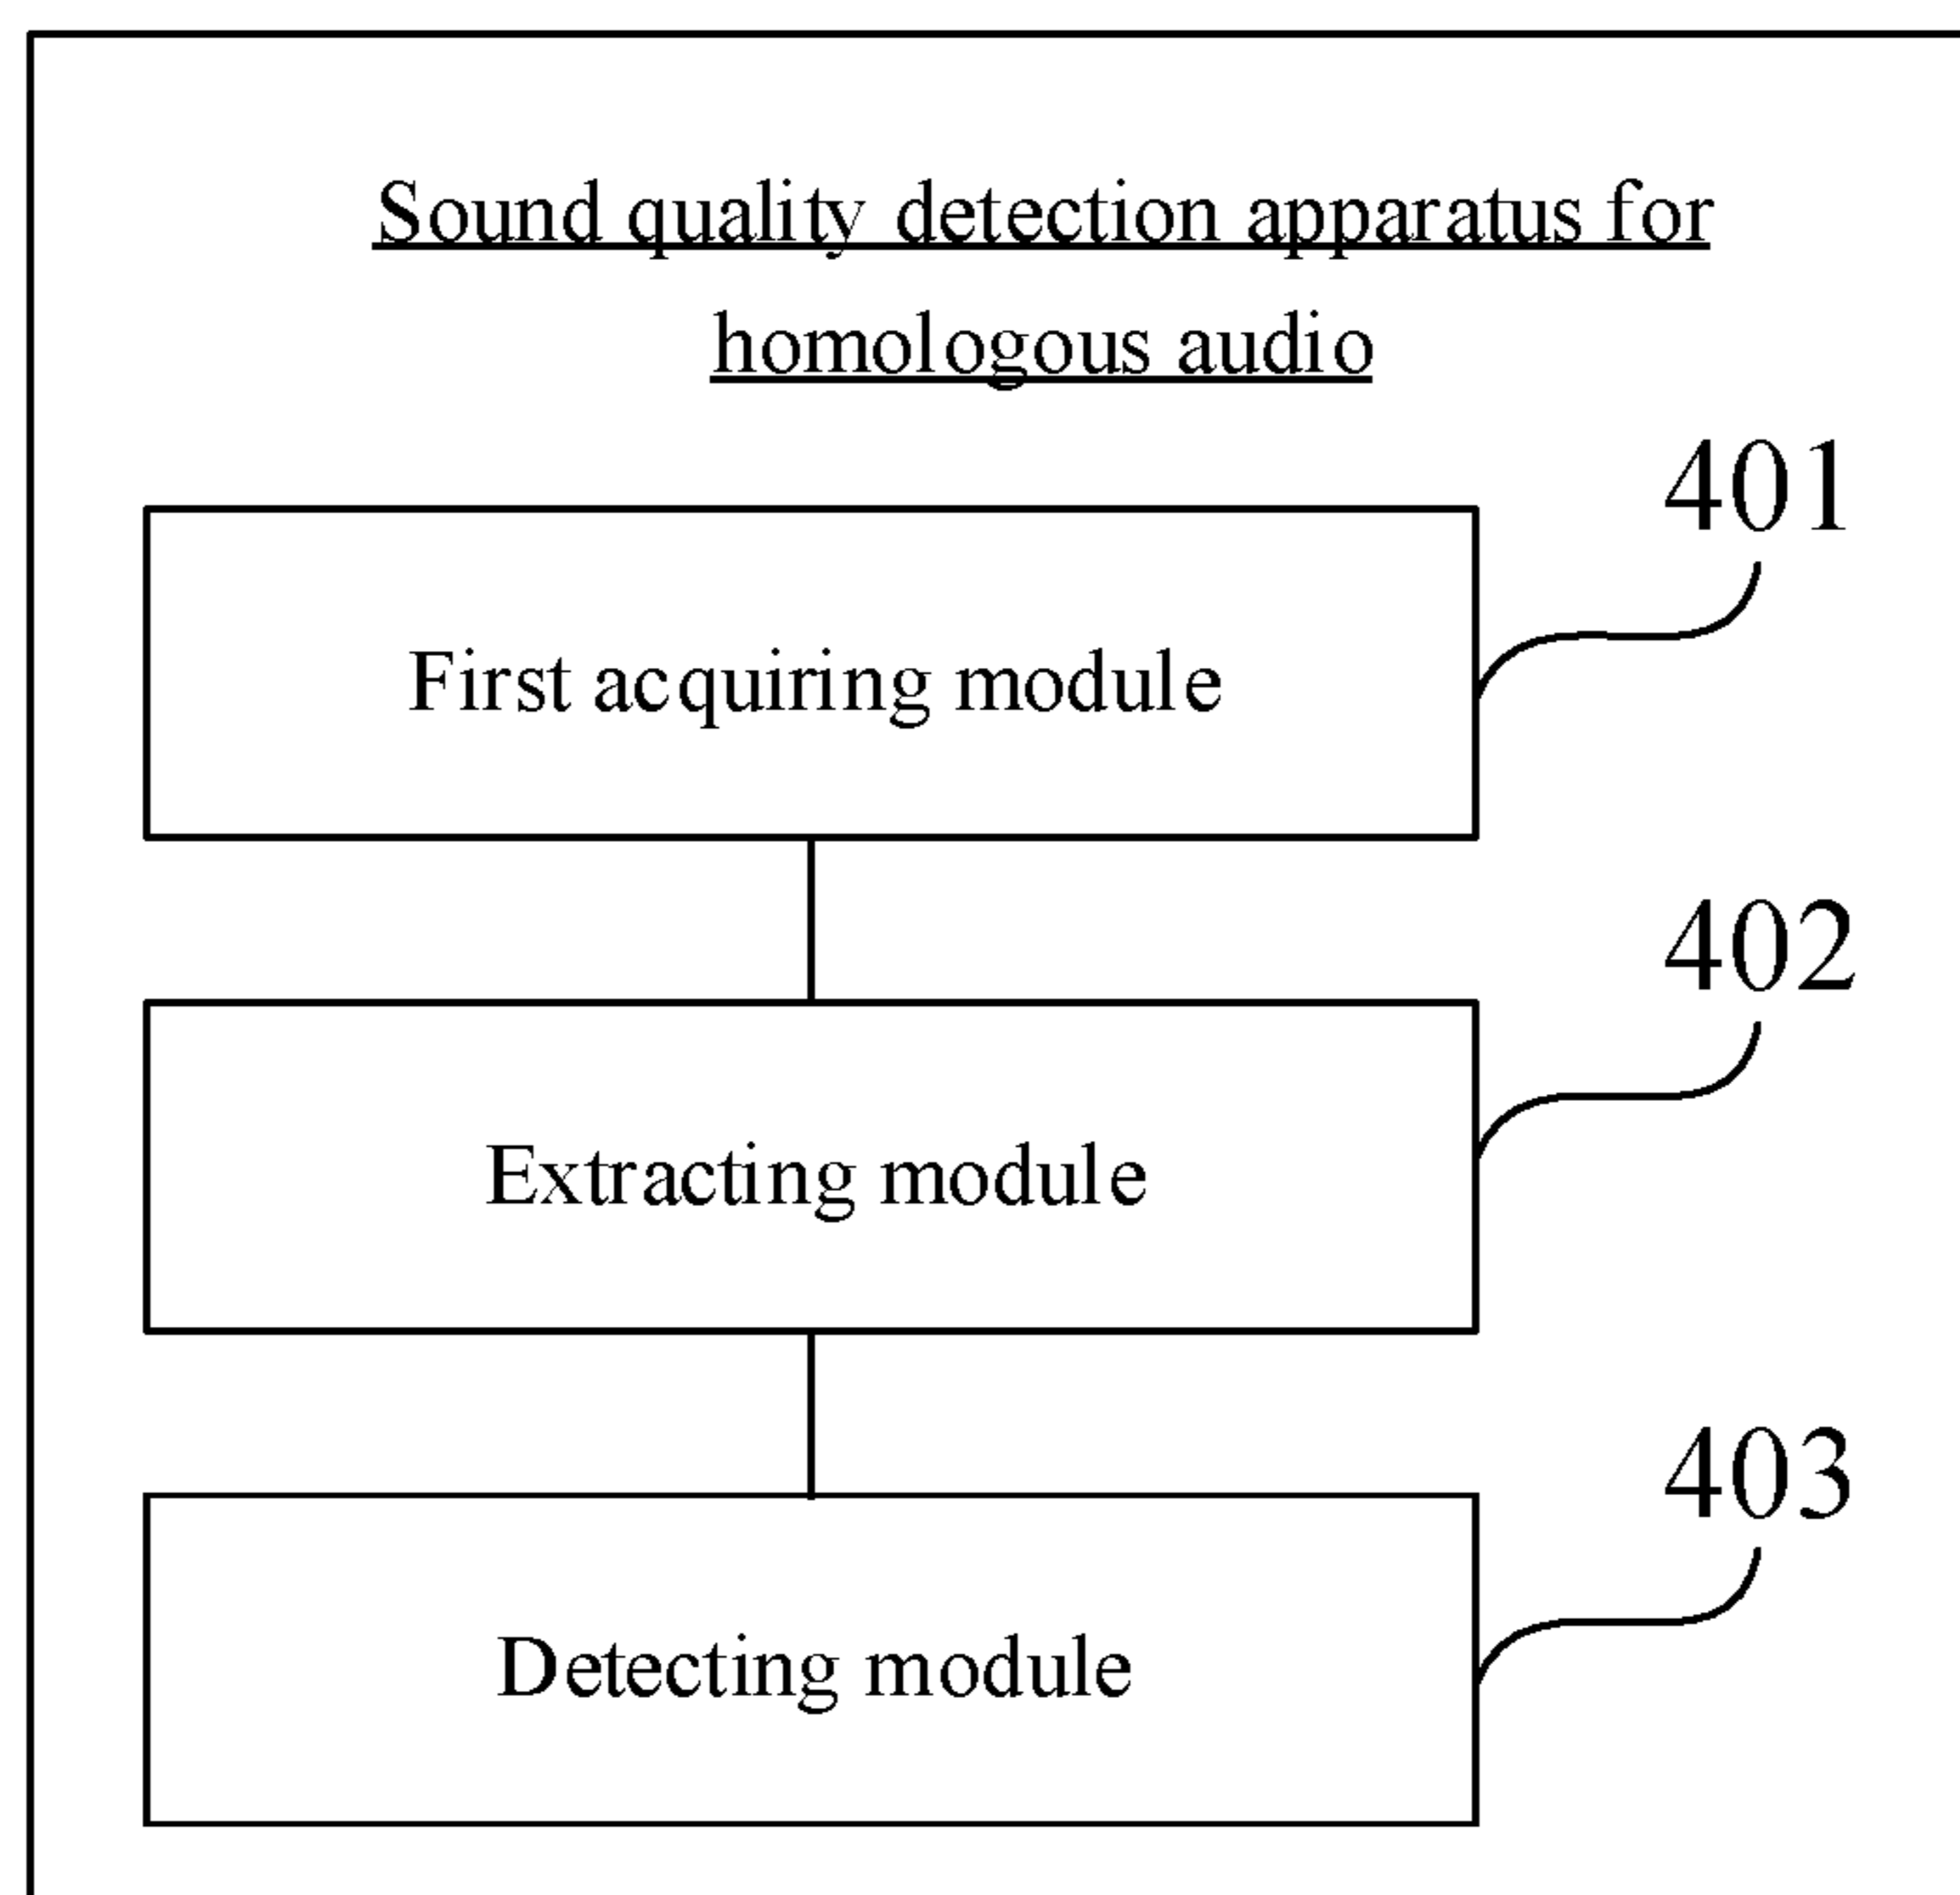 Sound quality detection apparatus for
homologous audio
401
First acquiring module
402
Extracting module
403
Detecting module